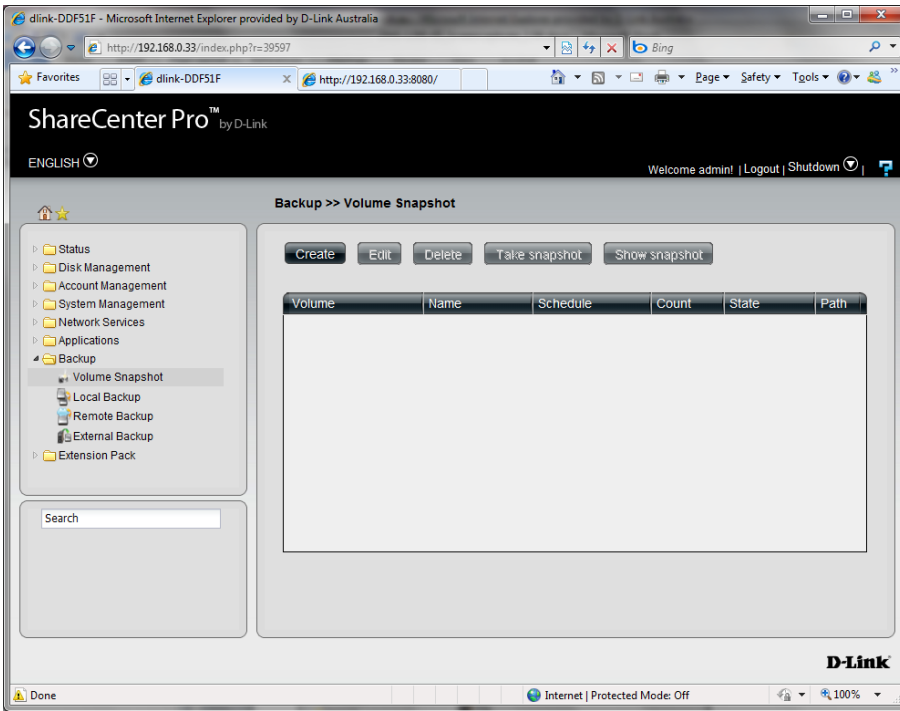 dlink-DDF51F - Microsoft Internet Explorer provided by D-Link Australia
http://192.168.0.33/index.php?r=39597
Bing
Favorites
dlink-DDF51F
http://192.168.0.33:8080/
Page
Safety
Tools
»
ShareCenter Pro™ by D-Link
ENGLISH
Welcome admin! | Logout | Shutdown | ?
Backup >> Volume Snapshot
Status
Disk Management
Account Management
System Management
Network Services
Applications
Backup
Volume Snapshot
Local Backup
Remote Backup
External Backup
Extension Pack
Search
Create Edit Delete Take snapshot Show snapshot
Volume Name Schedule Count State Path
D-Link
Done
Internet | Protected Mode: Off
100%